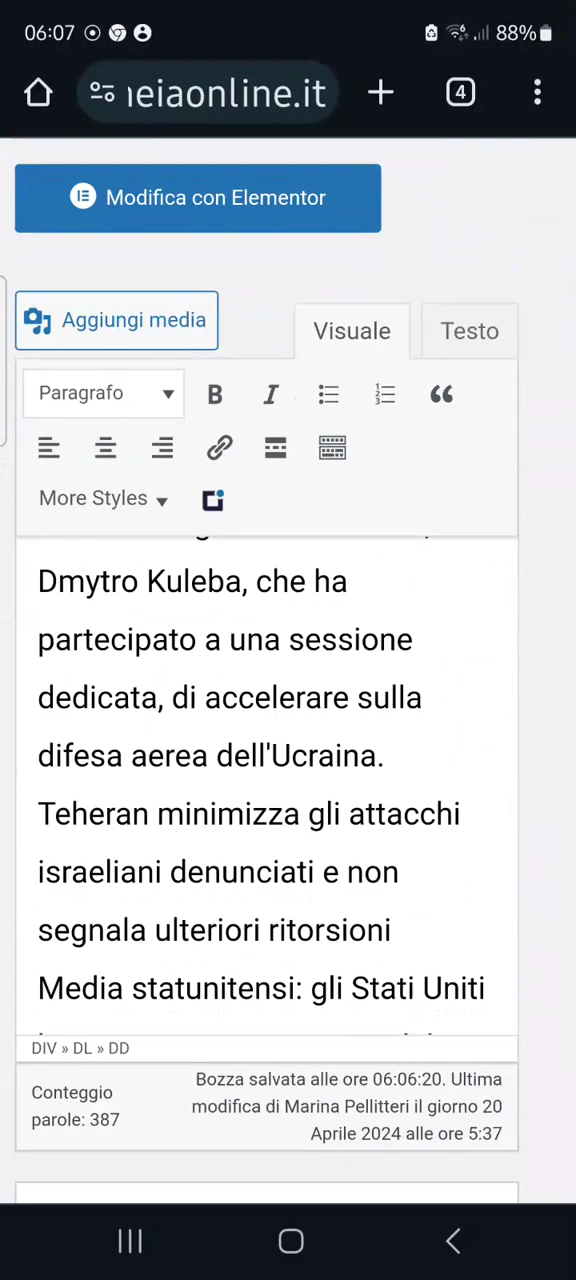 06:07
88%
neiaonline.it
4
Modifica con Elementor
Aggiungi media
Visuale
Testo
Paragrafo
B
I
More Styles
Dmytro Kuleba, che ha
partecipato a una sessione
dedicata, di accelerare sulla
difesa aerea dell'Ucraina.
Teheran minimizza gli attacchi
israeliani denunciati e non
segnala ulteriori ritorsioni
Media statunitensi: gli Stati Uniti
DIV » DL » DD
Conteggio
parole: 387
Bozza salvata alle ore 06:06:20. Ultima
modifica di Marina Pellitteri il giorno 20
Aprile 2024 alle ore 5:37